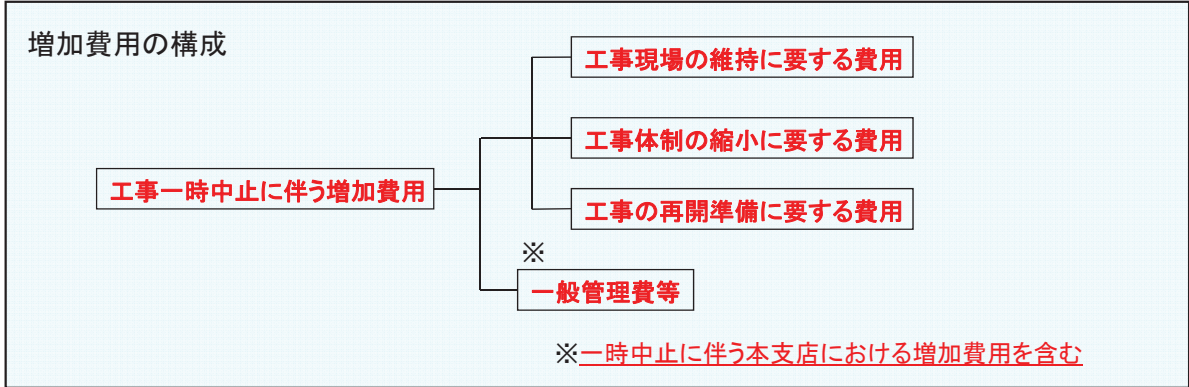 増加費用の構成
工事現場の維持に要する費用
工事体制の縮小に要する費用
工事一時中止に伴う増加費用
工事の再開準備に要する費用
※
一般管理費等
※一時中止に伴う本支店における増加費用を含む